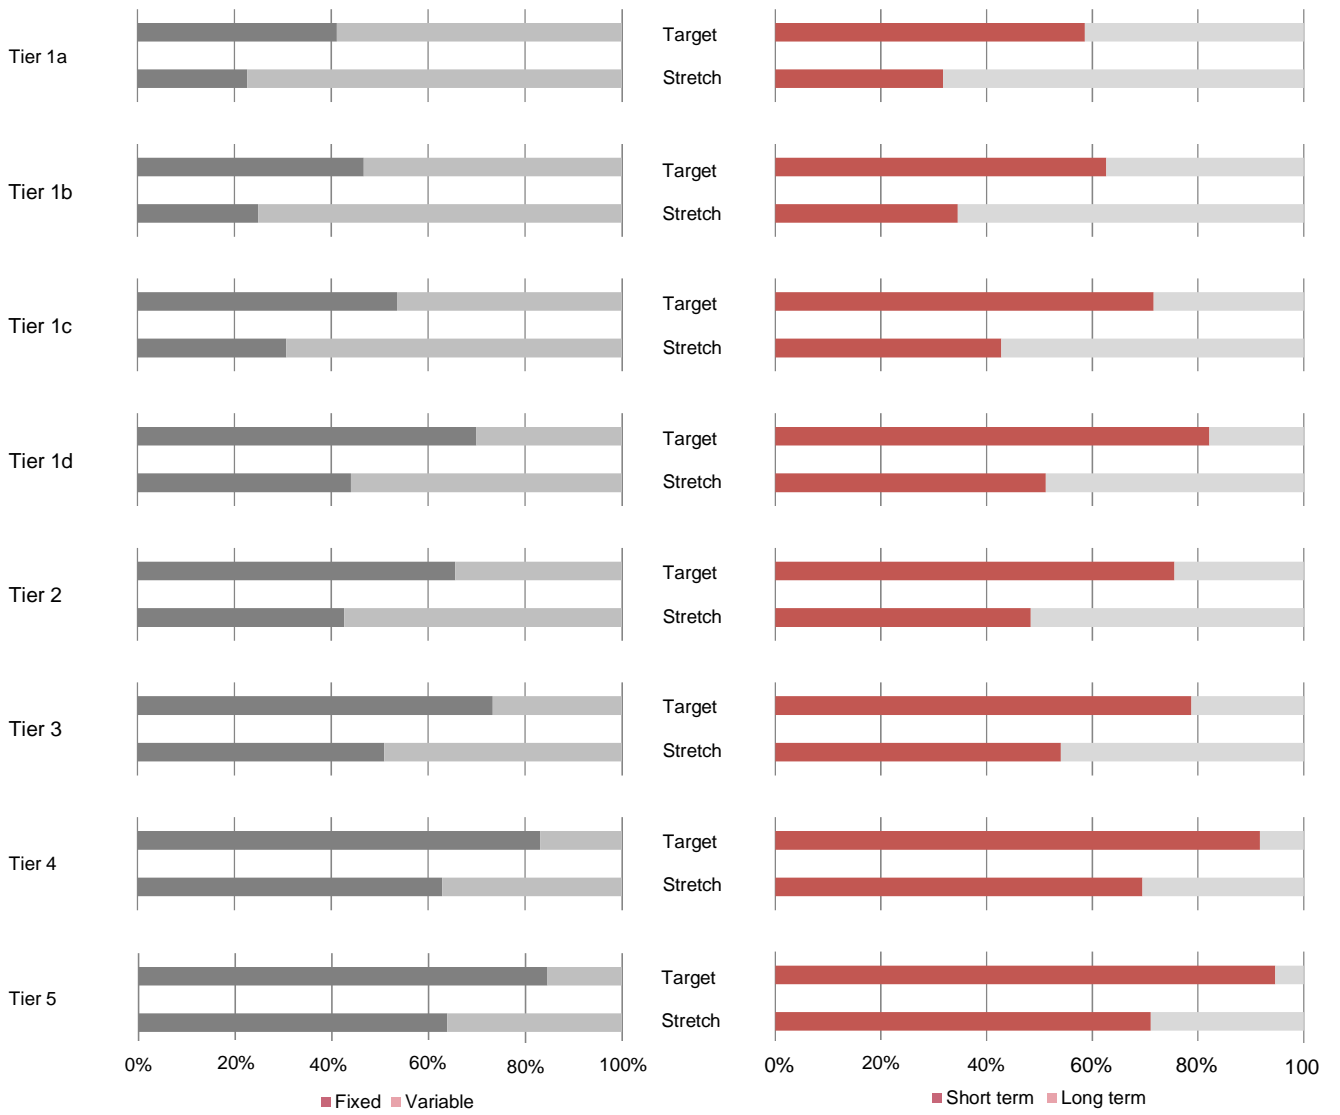 Tier 1a
Target
Stretch
Tier 1b
Target
Stretch
Tier 1c
Target
Stretch
Tier 1d
Target
Stretch
Tier 2
Target
Stretch
Tier 3
Target
Stretch
Tier 4
Target
Stretch
Tier 5
Target
Stretch
0% 20% 40% 60% 80% 100%
0% 20% 40% 60% 80% 100
Fixed Variable
Short term Long term